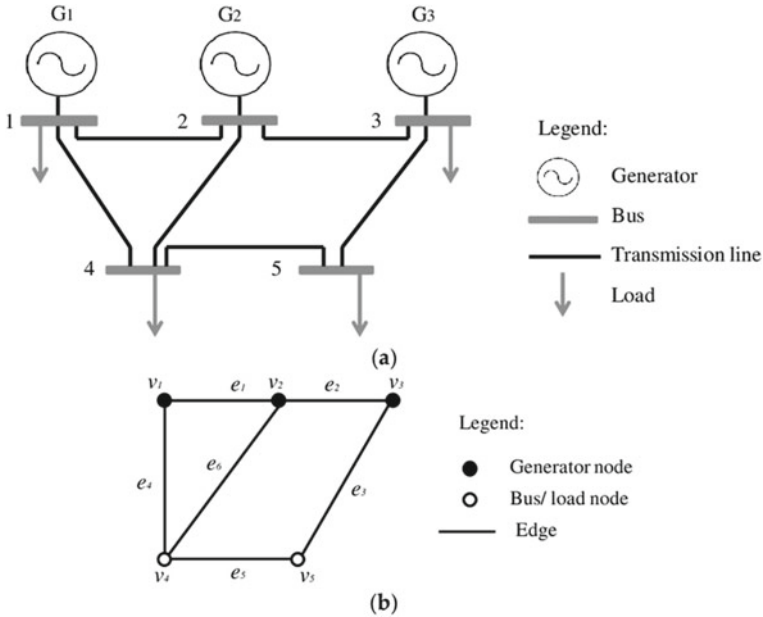 G1 G2 G3
1 2 3
Legend:
Generator
Bus
Transmission line
Load
4 5
(a)
v1 e1 v2 e2 v3
e4 e6 e3
v4 e5 v5
Legend:
Generator node
Bus/ load node
Edge
(b)